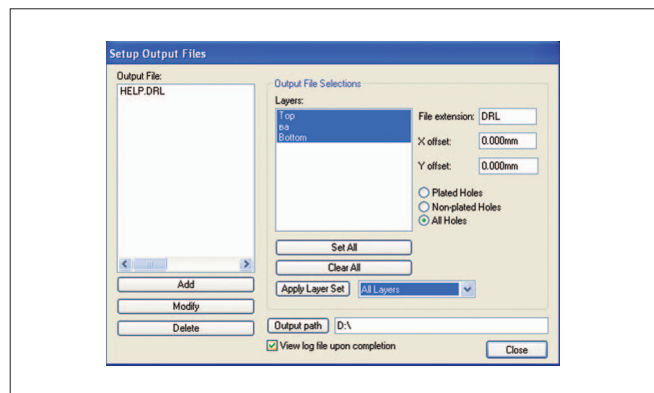 Setup Output Files
Output File:
HELP.DRL
Add
Modify
Delete
Output File Selections
Layers:
Top
ва
Bottom
File extension: DRL
X offset: 0.000mm
Y offset: 0.000mm
Plated Holes
Non-plated Holes
All Holes
Set All
Clear All
Apply Layer Set All Layers
Output path D:\
View log file upon completion
Close